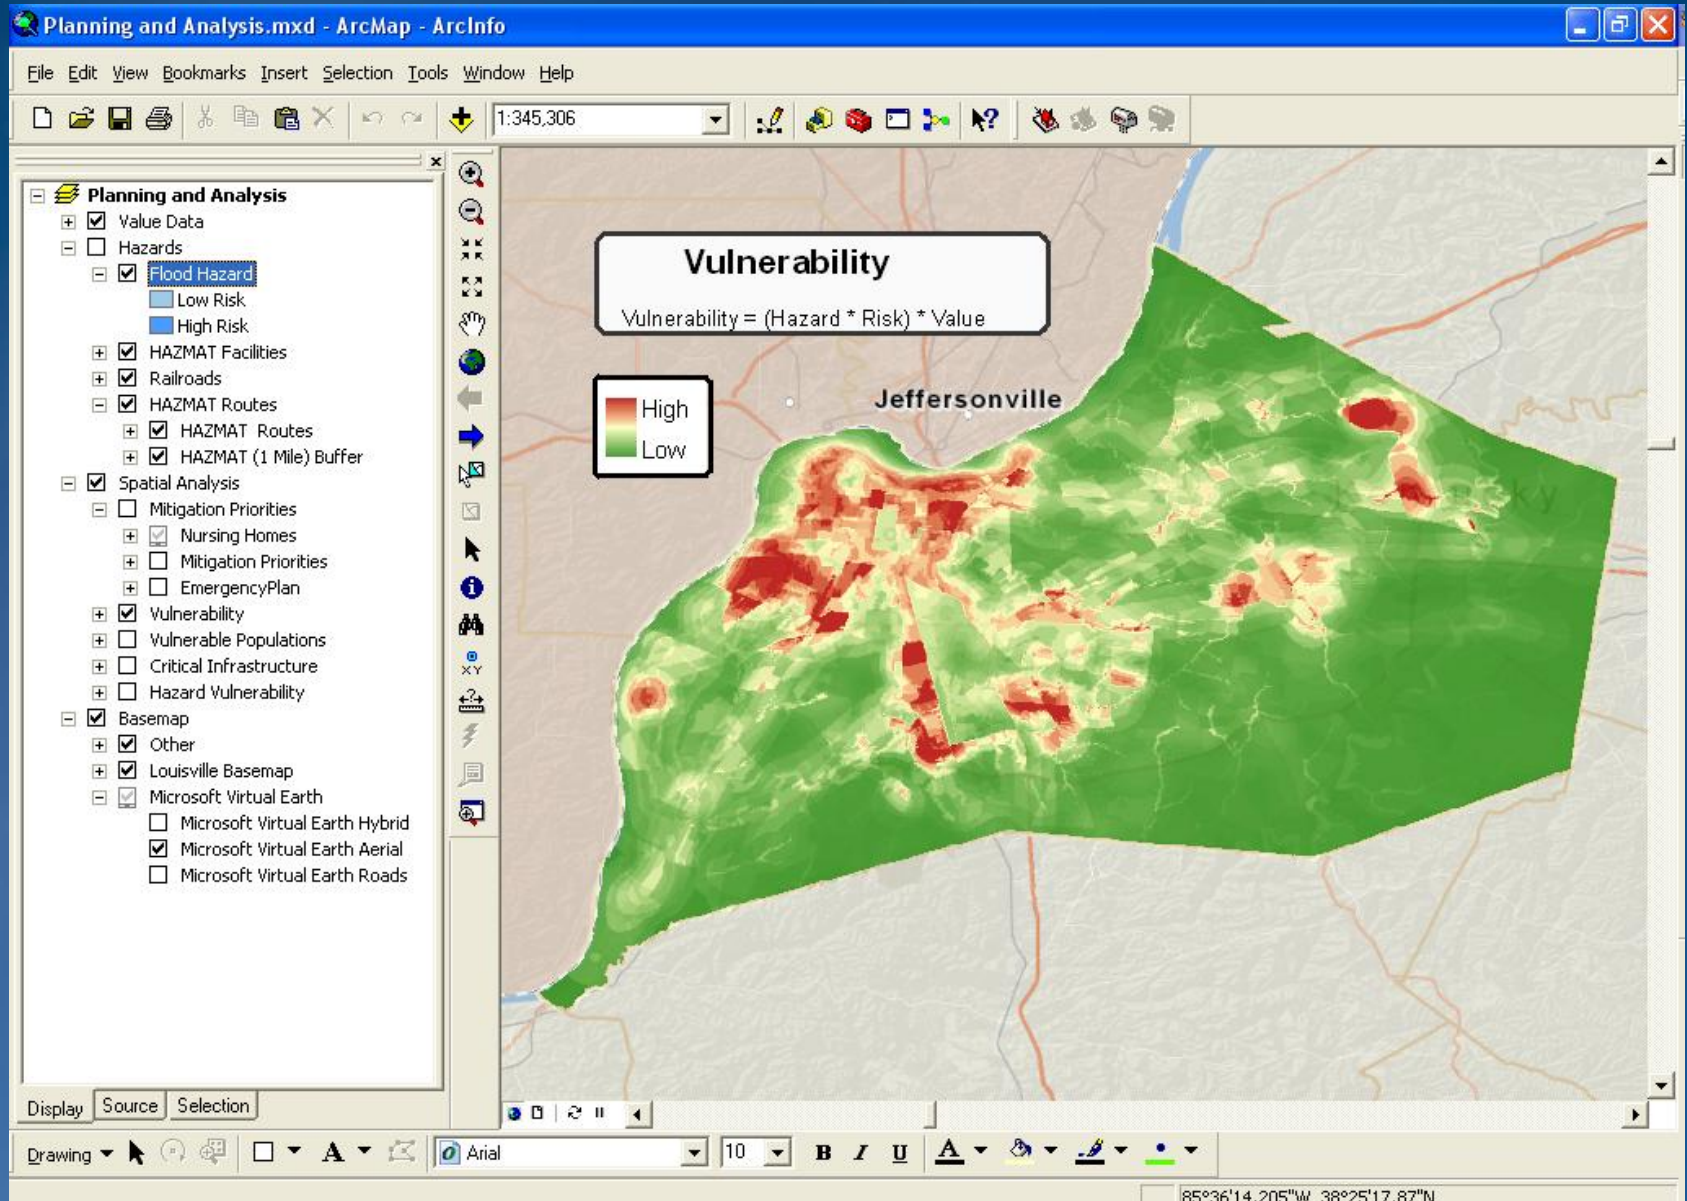 Planning and Analysis.mxd - ArcMap - ArcInfo
File Edit View Bookmarks Insert Selection Tools Window Help
1:345,306
Planning and Analysis
Value Data
Hazards
Flood Hazard
Low Risk
High Risk
HAZMAT Facilities
Railroads
HAZMAT Routes
HAZMAT Routes
HAZMAT (1 Mile) Buffer
Spatial Analysis
Mitigation Priorities
Nursing Homes
Mitigation Priorities
EmergencyPlan
Vulnerability
Vulnerable Populations
Critical Infrastructure
Hazard Vulnerability
Basemap
Other
Louisville Basemap
Microsoft Virtual Earth
Microsoft Virtual Earth Hybrid
Microsoft Virtual Earth Aerial
Microsoft Virtual Earth Roads
Display Source Selection
XY
Vulnerability
Vulnerability = (Hazard * Risk) * Value
High
Low
Jeffersonville
Drawing A Arial 10 B I U A
85°36'14.205"W 38°25'17.87"N